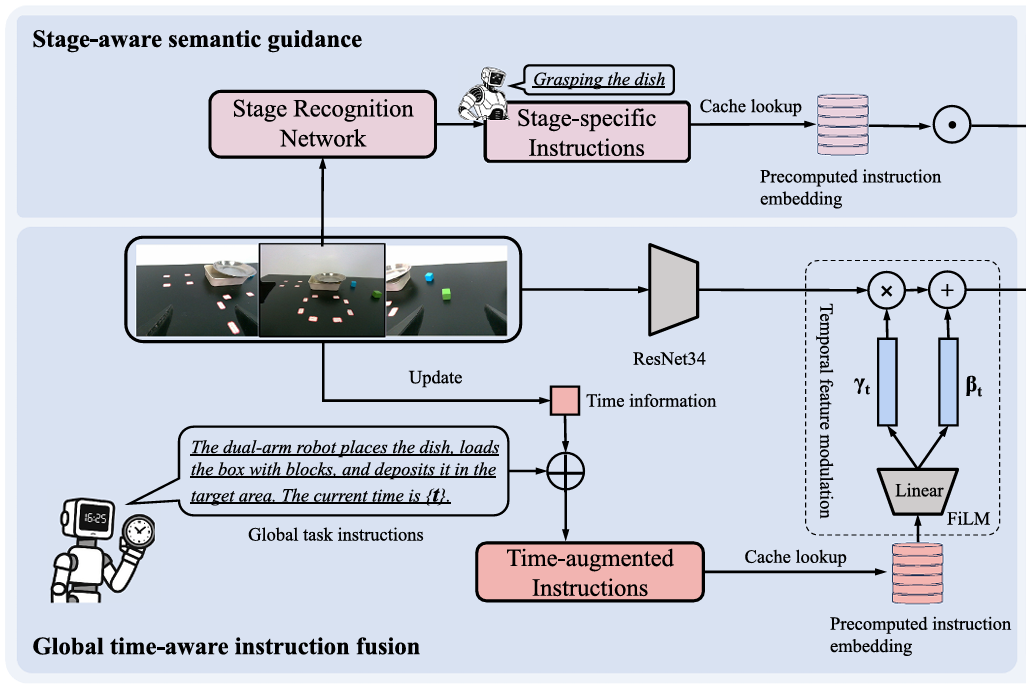 Stage-aware semantic guidance
Grasping the dish
Stage Recognition
Network
Stage-specific
Instructions
Cache lookup
Precomputed instruction
embedding
ResNet34
Update
Time information
The dual-arm robot places the dish, loads
the box with blocks, and deposits it in the
target area. The current time is {t}.
Global task instructions
16:25
Time-augmented
Instructions
Cache lookup
Temporal feature modulation
×
+
γt
βt
Linear
FiLM
Precomputed instruction
embedding
Global time-aware instruction fusion